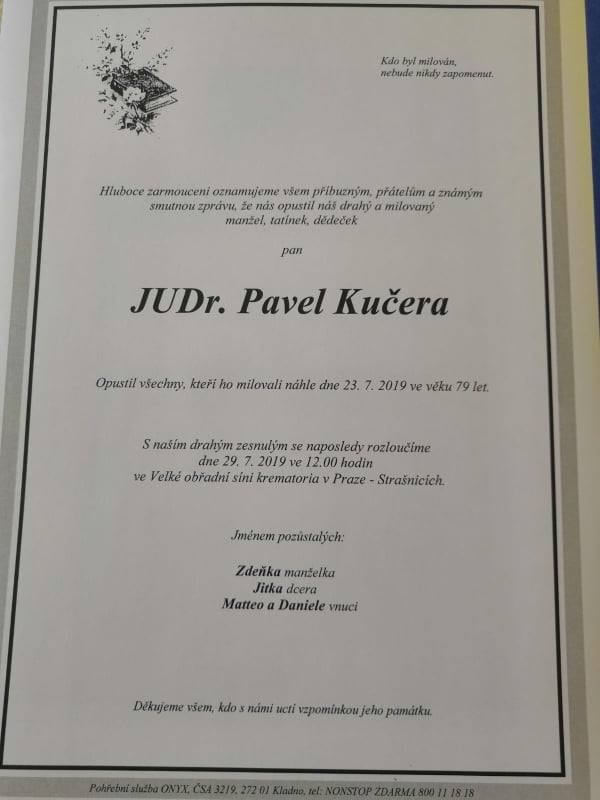 Kdo byl milován,
nebude nikdy zapomenut.
Hluboce zarmouceni oznamujeme všem příbuzným, přátelům a známým
smutnou zprávu, že nás opustil náš drahý a milovaný
manžel, tatínek, dědeček
pan
JUDr. Pavel Kučera
Opustil všechny, kteří ho milovali náhle dne 23. 7. 2019 ve věku 79 let.
S naším drahým zesnulým se naposledy rozloučíme
dne 29. 7. 2019 ve 12.00 hodin
ve Velké obřadní síni krematoria v Praze - Strašnicích.
Jménem pozůstalých:
Zdeňka manželka
Jitka dcera
Matteo a Daniele vnuci
Děkujeme všem, kdo s námi uctí vzpomínkou jeho památku.
Pohřební služba ONYX, ČSA 3219, 272 01 Kladno, tel: NONSTOP ZDARMA 800 11 18 18